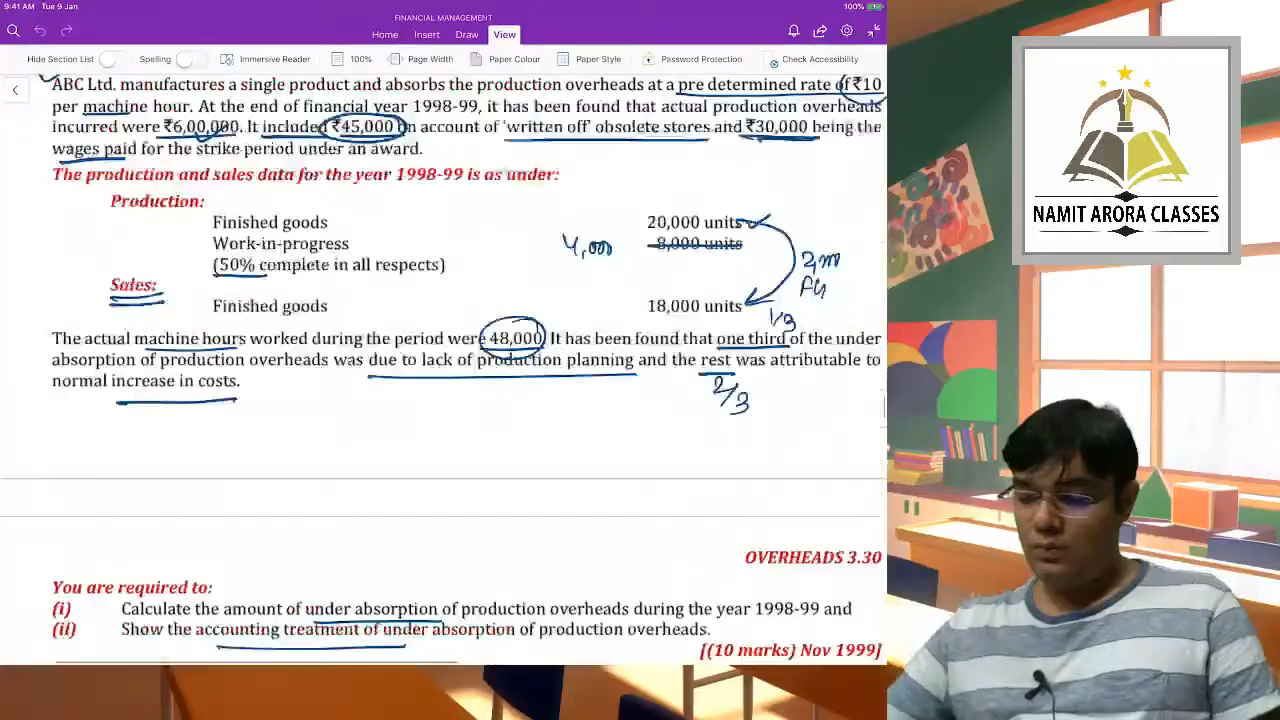 9:41 AM Tue 9 Jan
100%
FINANCIAL MANAGEMENT
Home Insert Draw View
Hide Section List Spelling Immersive Reader 100% Page Width Paper Colour Paper Style Password Protection Check Accessibility
ABC Ltd. manufactures a single product and absorbs the production overheads at a pre determined rate of ₹10
per machine hour. At the end of financial year 1998-99, it has been found that actual production overheads
incurred were ₹6,00,000. It included ₹45,000 on account of 'written off' obsolete stores and ₹30,000 being the
wages paid for the strike period under an award.
The production and sales data for the year 1998-99 is as under:
Production:
Finished goods 20,000 units
Work-in-progress 4,000 8,000 units
(50% complete in all respects)
Sales:
Finished goods 18,000 units
1/3
The actual machine hours worked during the period were 48,000. It has been found that one third of the under
absorption of production overheads was due to lack of production planning and the rest was attributable to
normal increase in costs.
2/3
OVERHEADS 3.30
You are required to:
(i) Calculate the amount of under absorption of production overheads during the year 1998-99 and
(ii) Show the accounting treatment of under absorption of production overheads.
[(10 marks) Nov 1999]
NAMIT ARORA CLASSES